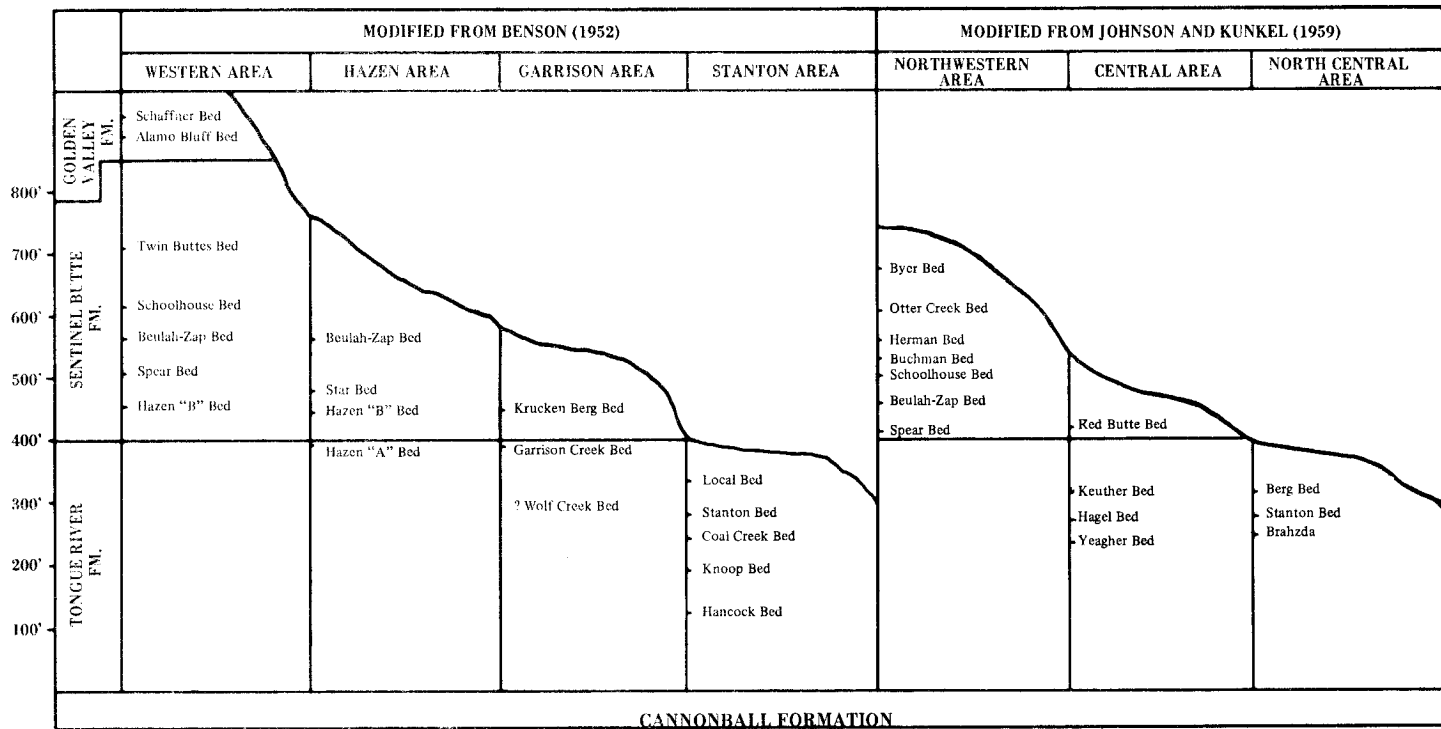 MODIFIED FROM BENSON (1952)
MODIFIED FROM JOHNSON AND KUNKEL (1959)
WESTERN AREA
HAZEN AREA
GARRISON AREA
STANTON AREA
NORTHWESTERN
AREA
CENTRAL AREA
NORTH CENTRAL
AREA
GOLDEN
VALLEY
FM.
SENTINEL BUTTE
FM.
TONGUE RIVER
FM.
800'
700'
600'
500'
400'
300'
200'
100'
Schaffner Bed
Alamo Bluff Bed
Twin Buttes Bed
Schoolhouse Bed
Beulah-Zap Bed
Spear Bed
Hazen "B" Bed
Beulah-Zap Bed
Star Bed
Hazen "B" Bed
Hazen "A" Bed
Krucken Berg Bed
Garrison Creek Bed
? Wolf Creek Bed
Local Bed
Stanton Bed
Coal Creek Bed
Knoop Bed
Hancock Bed
Byer Bed
Otter Creek Bed
Herman Bed
Buchman Bed
Schoolhouse Bed
Beulah-Zap Bed
Spear Bed
Red Butte Bed
Keuther Bed
Hagel Bed
Yeagher Bed
Berg Bed
Stanton Bed
Brahzda
CANNONBALL FORMATION